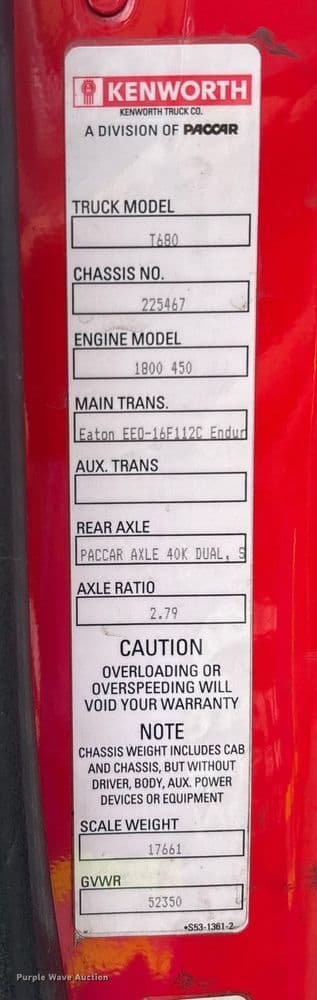 KENWORTH
KENWORTH TRUCK CO.
A DIVISION OF PACCAR
TRUCK MODEL
T680
CHASSIS NO.
225467
ENGINE MODEL
1800 450
MAIN TRANS.
Eaton EEO-16F112C Endur
AUX. TRANS
REAR AXLE
PACCAR AXLE 40K DUAL, S
AXLE RATIO
2.79
CAUTION
OVERLOADING OR
OVERSPEEDING WILL
VOID YOUR WARRANTY
NOTE
CHASSIS WEIGHT INCLUDES CAB
AND CHASSIS, BUT WITHOUT
DRIVER, BODY, AUX. POWER
DEVICES OR EQUIPMENT
SCALE WEIGHT
17661
GVWR
52350
*S53-1361-2
Purple Wave Auction